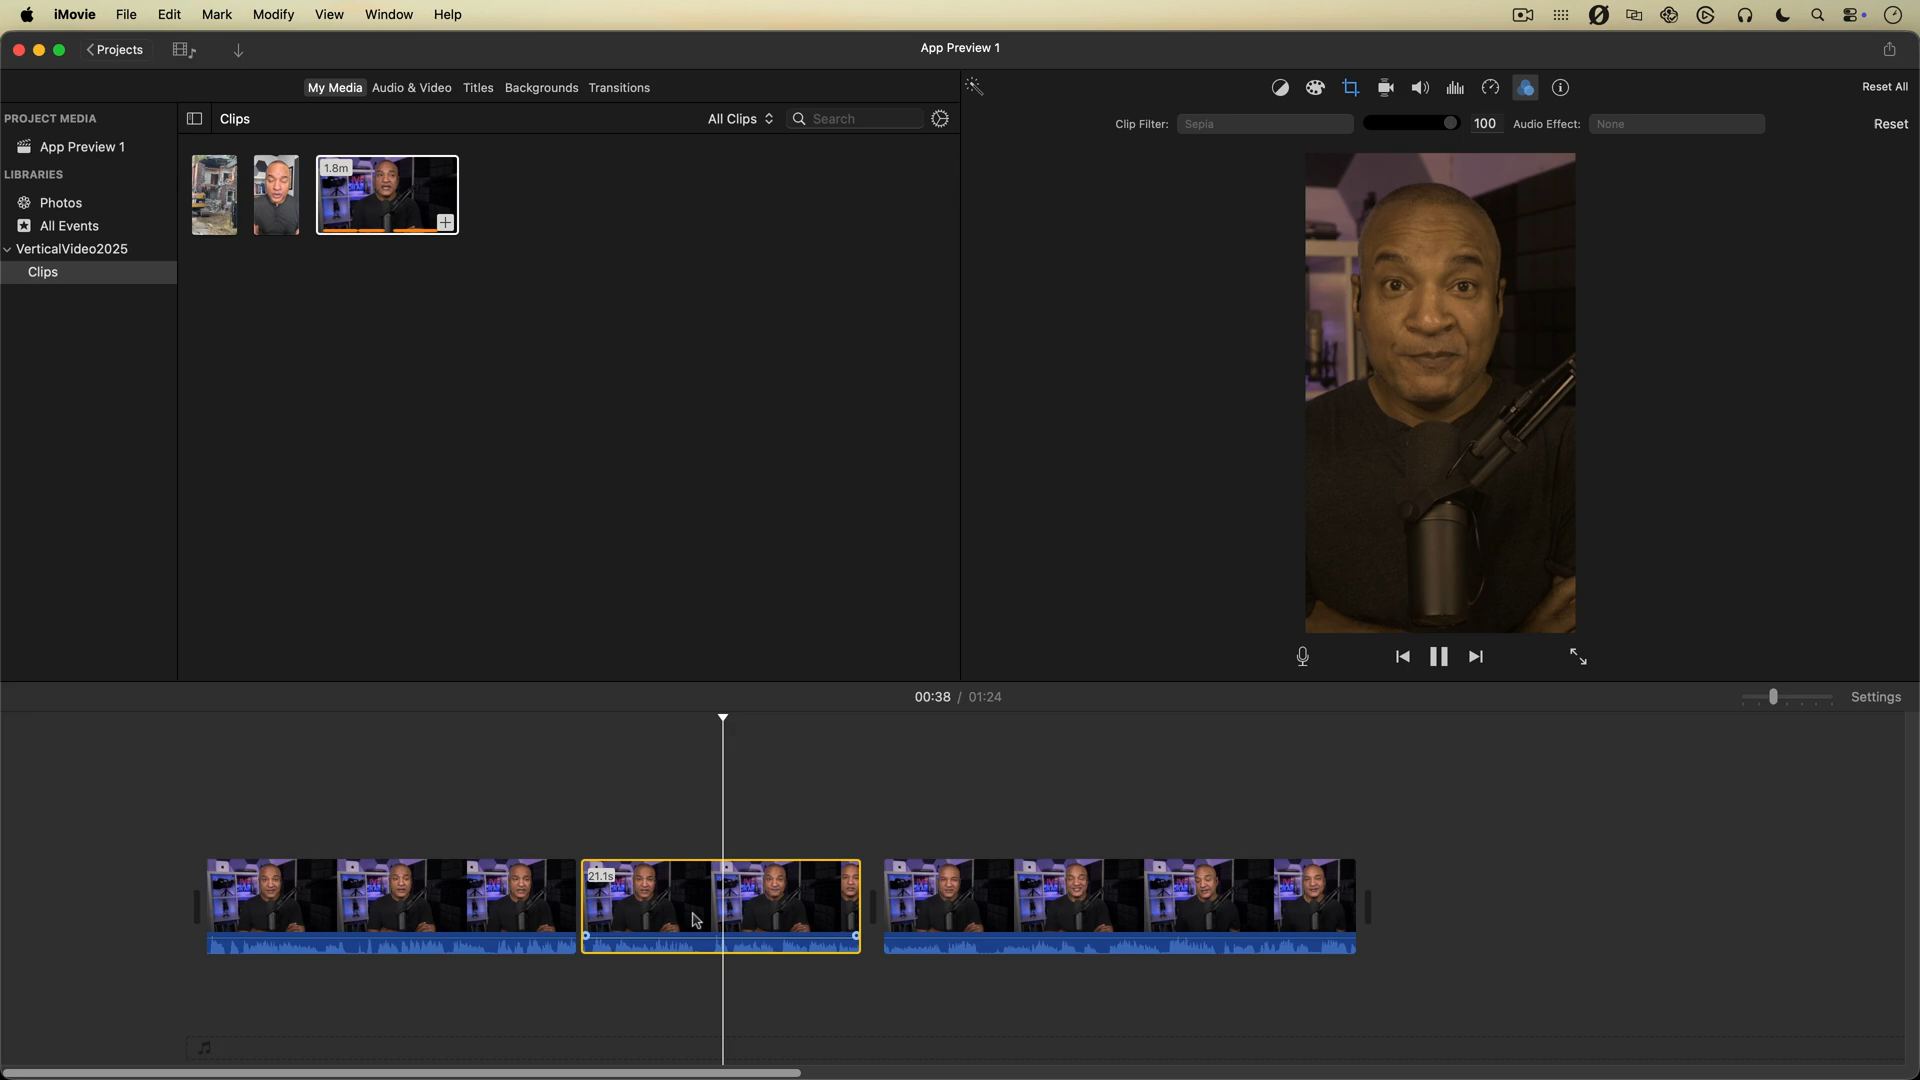 iMovie File Edit Mark Modify View Window Help
Projects
App Preview 1
My Media Audio & Video Titles Backgrounds Transitions
Reset All
PROJECT MEDIA
App Preview 1
LIBRARIES
Photos
All Events
VerticalVideo2025
Clips
Clips
All Clips
Search
1.8m
Clip Filter: Sepia 100 Audio Effect: None Reset
00:38 / 01:24
Settings
21.1s